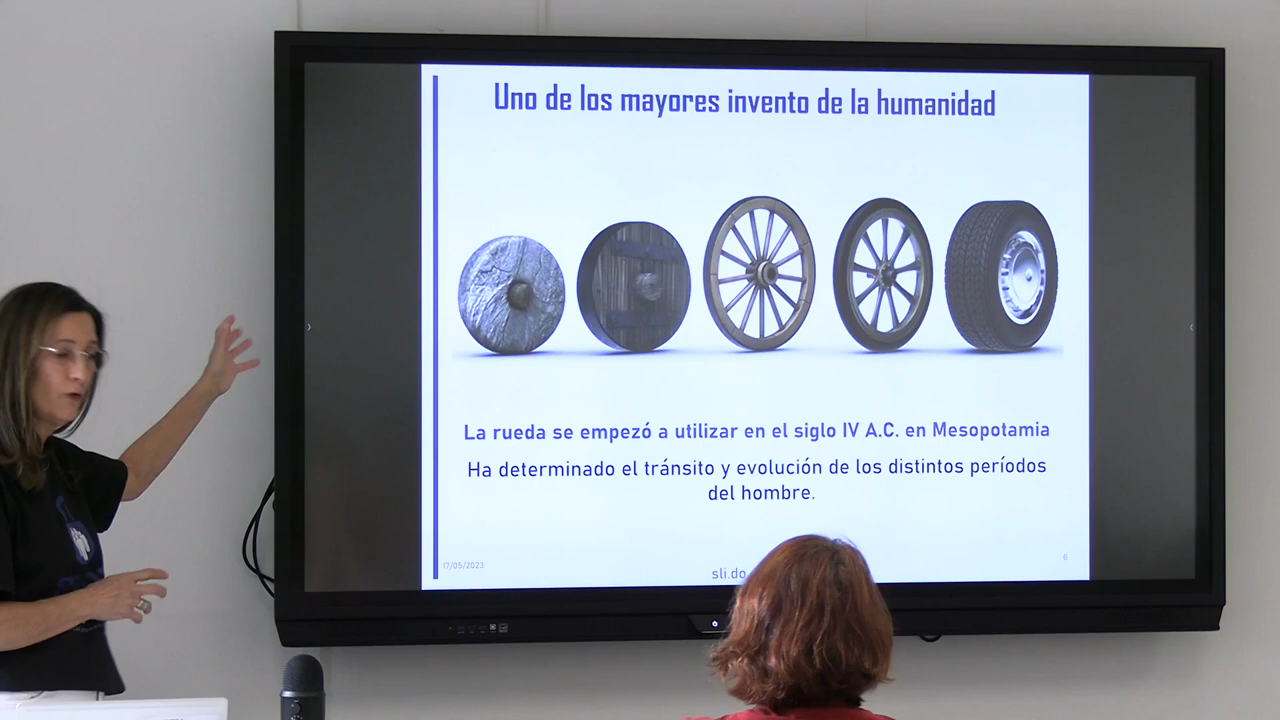 Uno de los mayores invento de la humanidad
La rueda se empezó a utilizar en el siglo IV A.C. en Mesopotamia
Ha determinado el tránsito y evolución de los distintos períodos
del hombre.
17/05/2023
sli.do
6